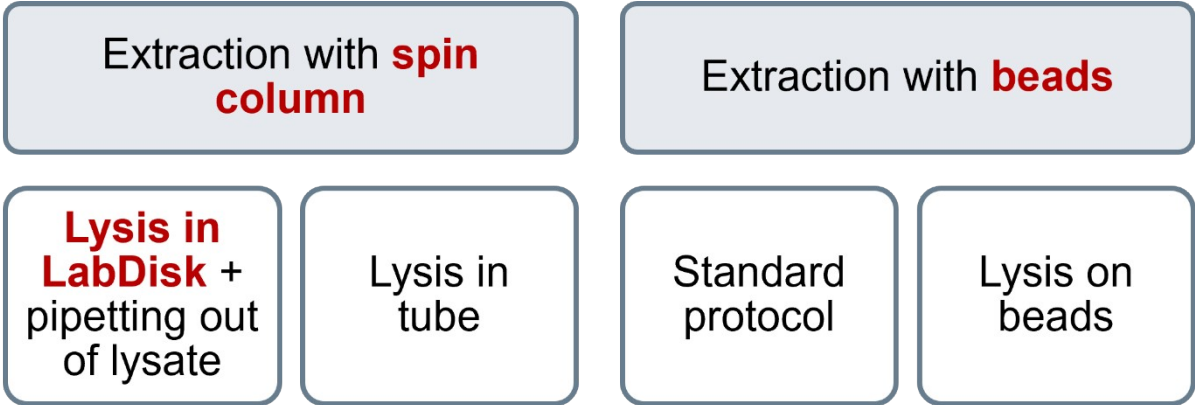 Extraction with spin
column
Extraction with beads
Lysis in
LabDisk +
pipetting out
of lysate
Lysis in
tube
Standard
protocol
Lysis on
beads